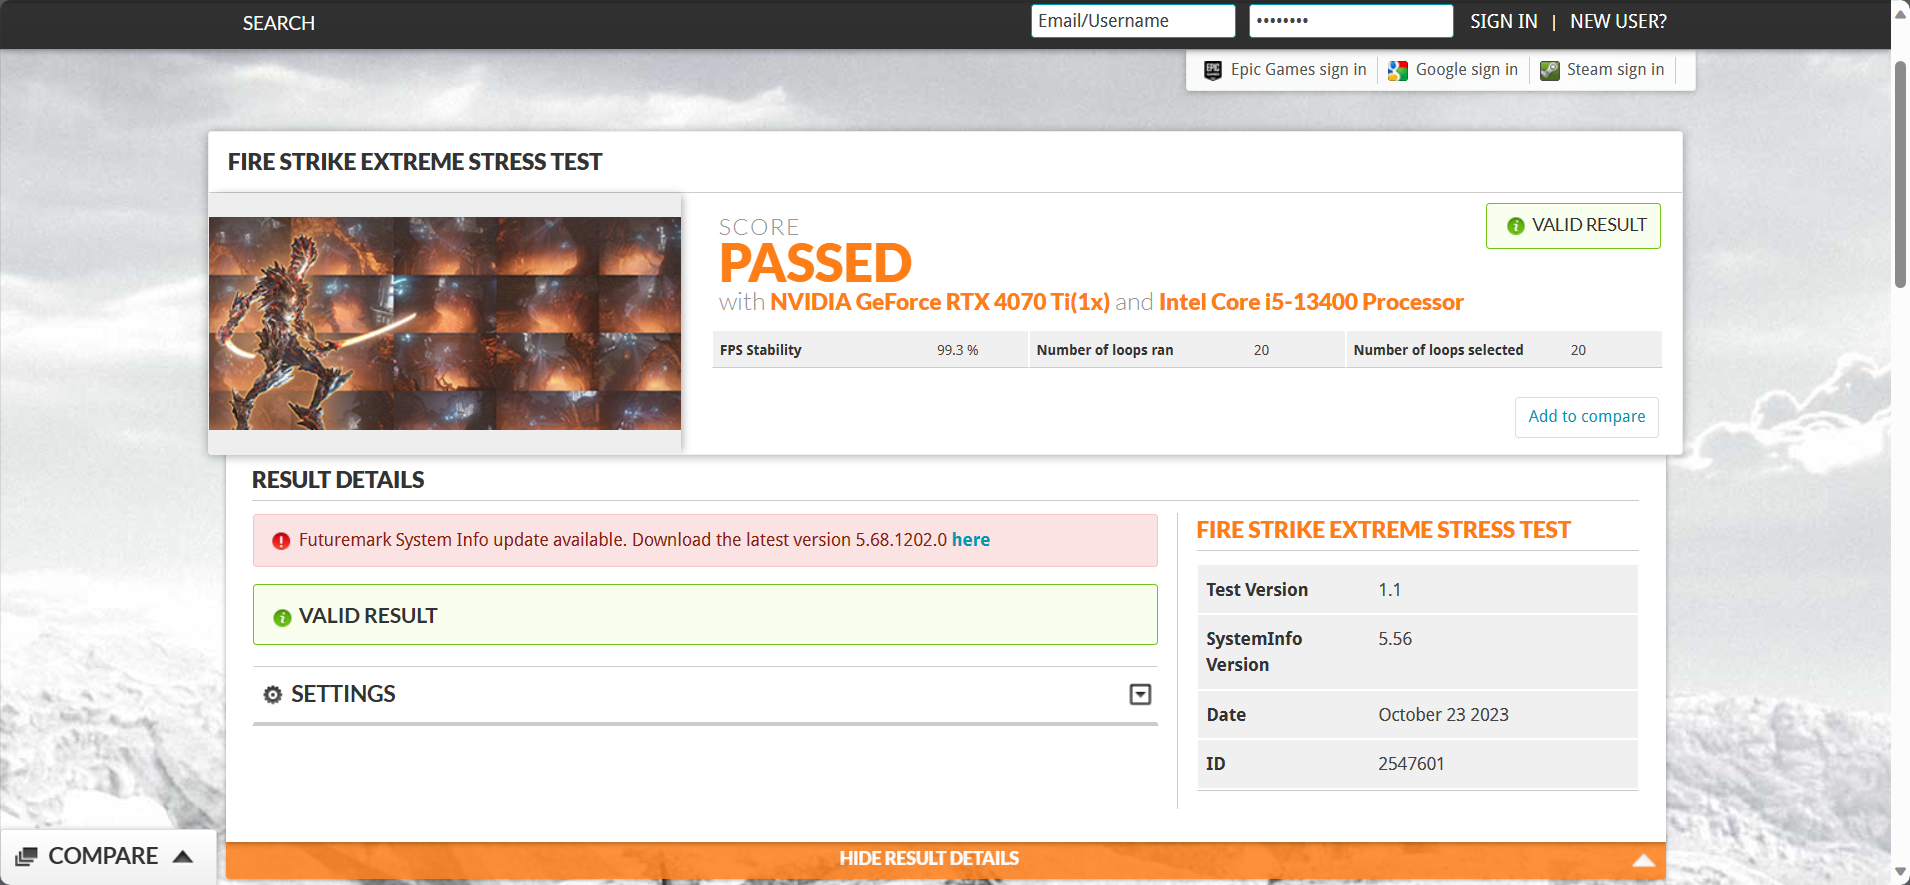 SEARCH
Email/Username
••••••••
SIGN IN | NEW USER?
Epic Games sign in
Google sign in
Steam sign in
FIRE STRIKE EXTREME STRESS TEST
SCORE
PASSED
with NVIDIA GeForce RTX 4070 Ti(1x) and Intel Core i5-13400 Processor
VALID RESULT
FPS Stability 99.3 % Number of loops ran 20 Number of loops selected 20
Add to compare
RESULT DETAILS
Futuremark System Info update available. Download the latest version 5.68.1202.0 here
VALID RESULT
SETTINGS
FIRE STRIKE EXTREME STRESS TEST
Test Version 1.1
SystemInfo 5.56
Version
Date October 23 2023
ID 2547601
COMPARE
HIDE RESULT DETAILS